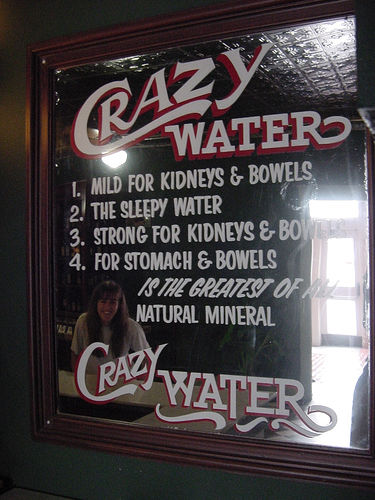 CRAZY
WATER
1. MILD FOR KIDNEYS & BOWELS
2. THE SLEEPY WATER
3. STRONG FOR KIDNEYS & BOWELS
4. FOR STOMACH & BOWELS
IS THE GREATEST OF ALL
NATURAL MINERAL
CRAZY WATER